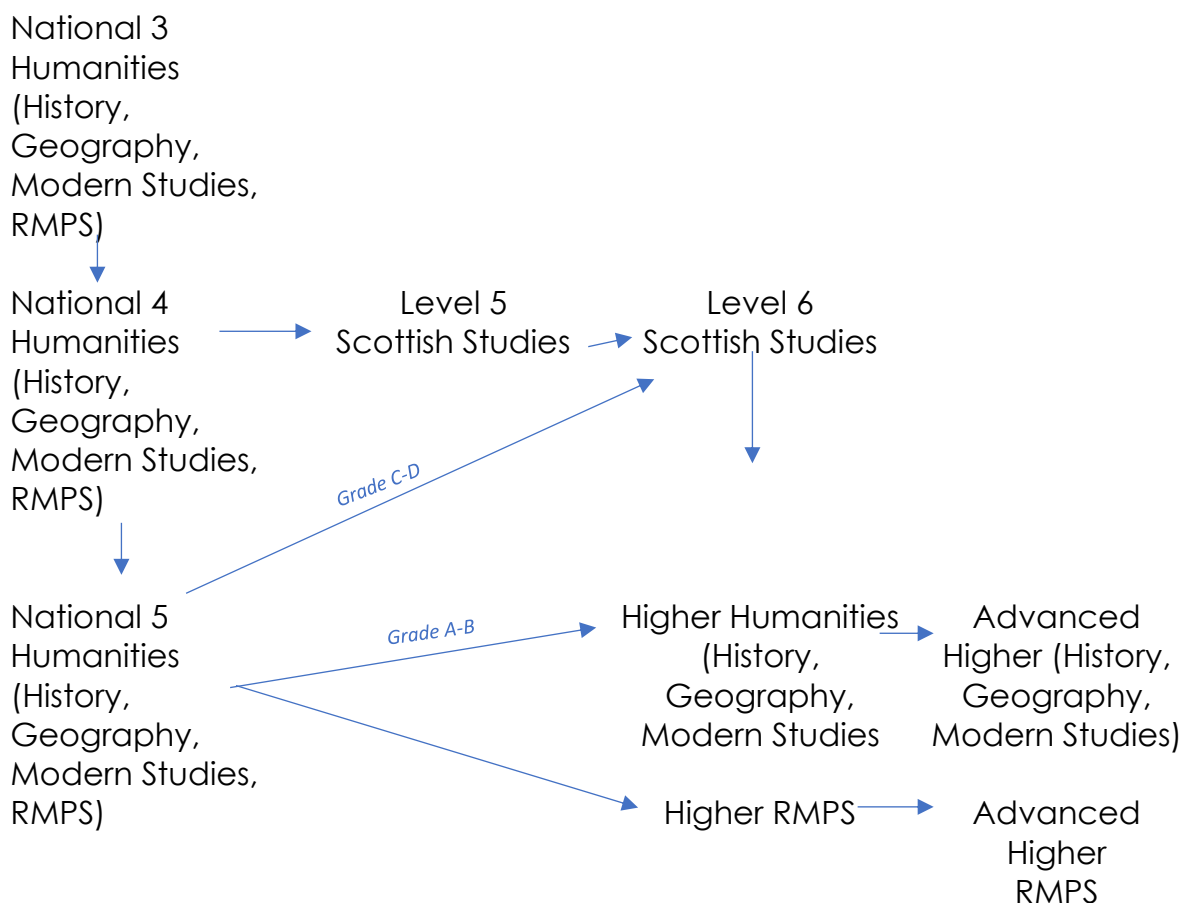 National 3
Humanities
(History,
Geography,
Modern Studies,
RMPS)
National 4
Humanities
(History,
Geography,
Modern Studies,
RMPS)
Level 5
Scottish Studies
Level 6
Scottish Studies
Grade C-D
National 5
Humanities
(History,
Geography,
Modern Studies,
RMPS)
Grade A-B
Higher Humanities
(History,
Geography,
Modern Studies
Advanced
Higher (History,
Geography,
Modern Studies)
Higher RMPS
Advanced
Higher
RMPS